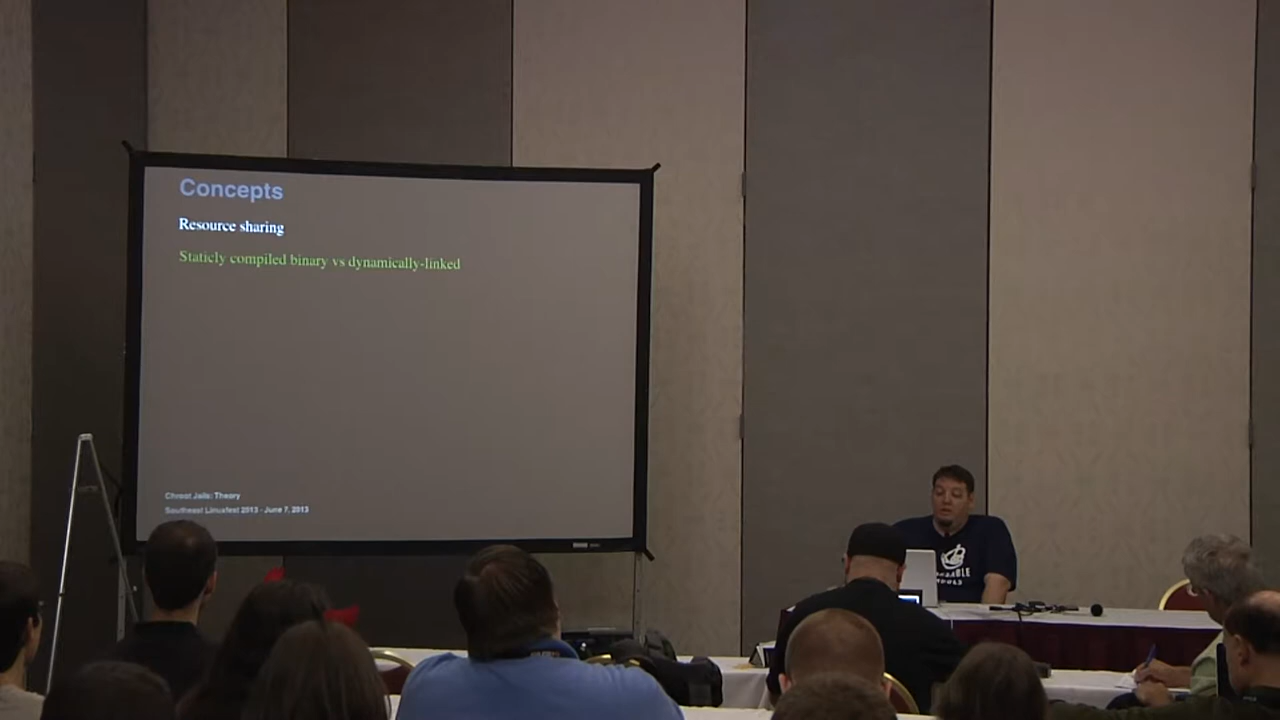 Concepts
Resource sharing
Staticly compiled binary vs dynamically-linked
Chroot Jails: Theory
Southeast Linuxfest 2013 - June 7, 2013